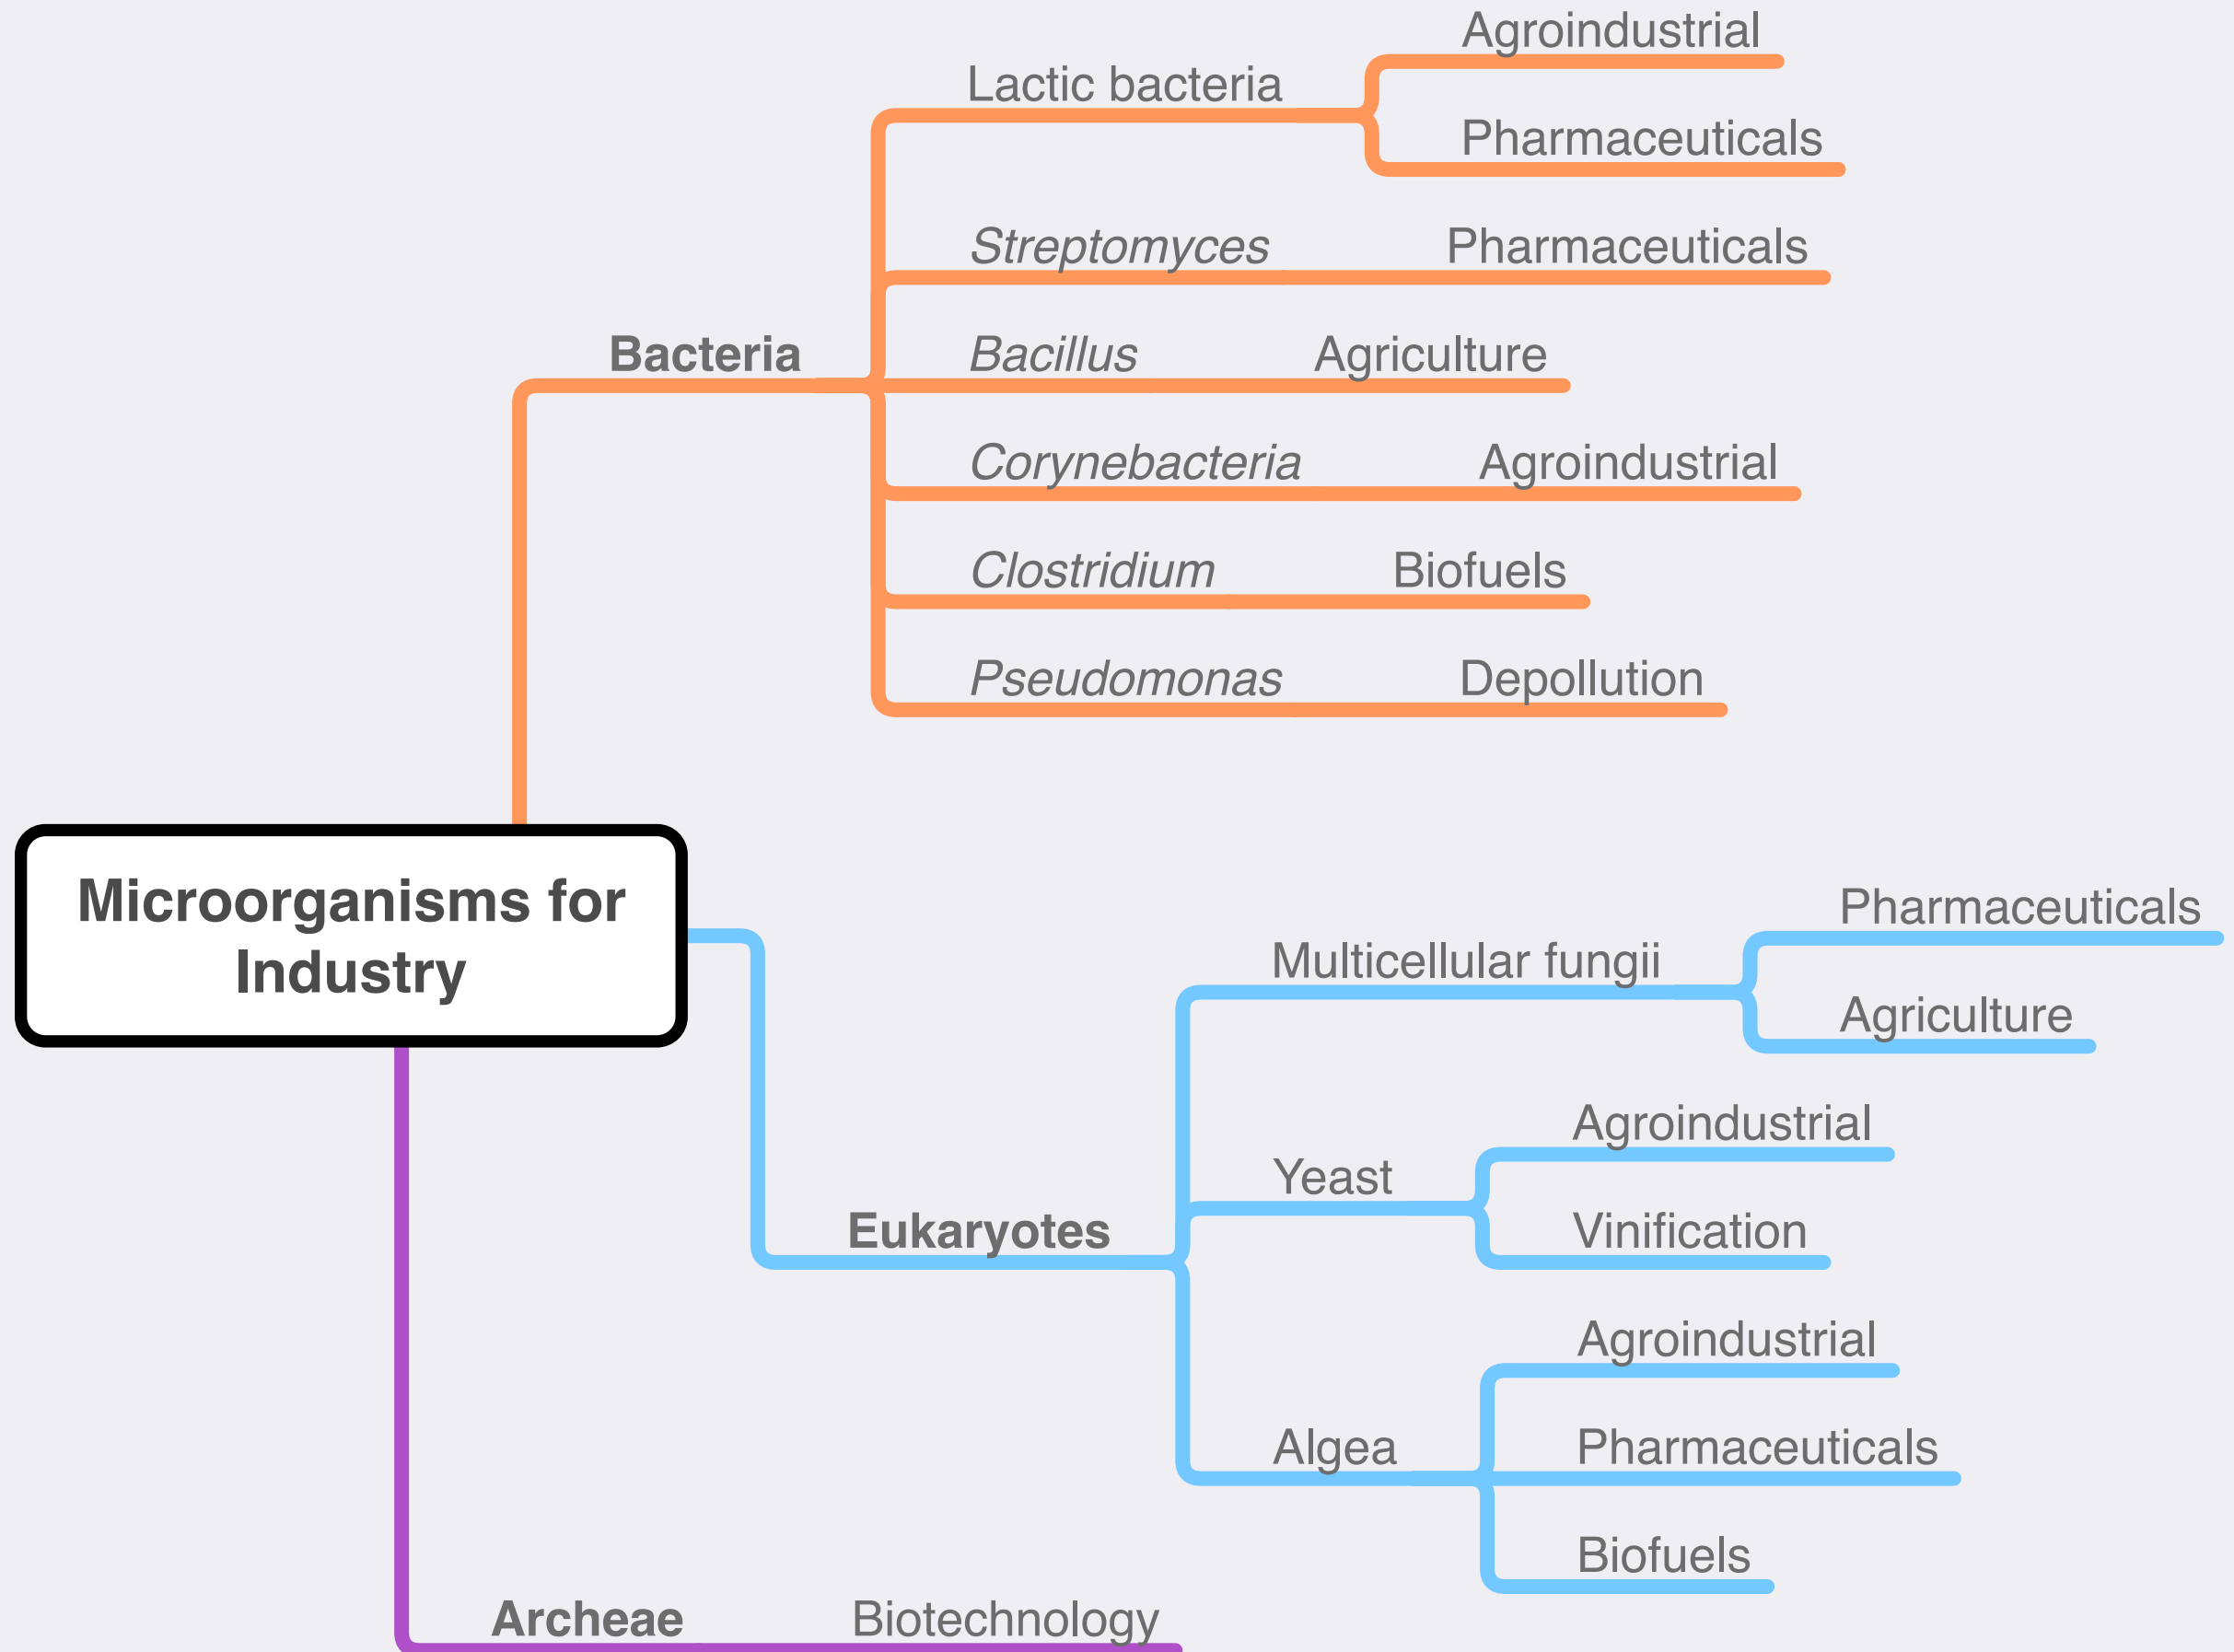 Agroindustrial
Lactic bacteria
Pharmaceuticals
Streptomyces Pharmaceuticals
Bacteria
Bacillus Agriculture
Corynebacteria Agroindustrial
Clostridium Biofuels
Pseudomonas Depollution
Microorganisms for
Industry
Pharmaceuticals
Multicellular fungii
Agriculture
Agroindustrial
Yeast
Eukaryotes
Vinification
Agroindustrial
Algea
Pharmaceuticals
Biofuels
Archeae Biotechnology